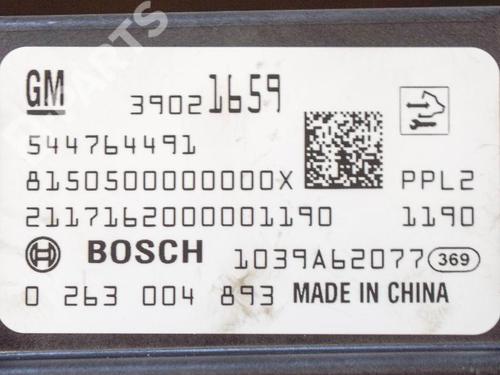 GM 39021659
544764491
8150500000000X PPL2
2117162000001190 1190
BOSCH 1039A62077 369
0 263 004 893 MADE IN CHINA